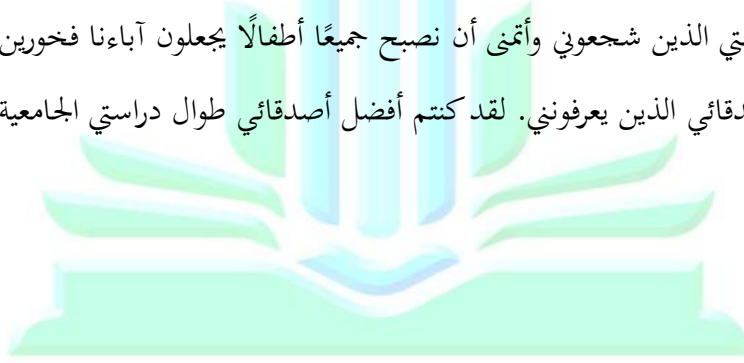 تي الذين شجعوني وأتمنى أن نصبح جميعًا أطفالًا يجعلون آباءنا فخورين
دقائي الذين يعرفونني. لقد كنتم أفضل أصدقائي طوال دراستي الجامعية